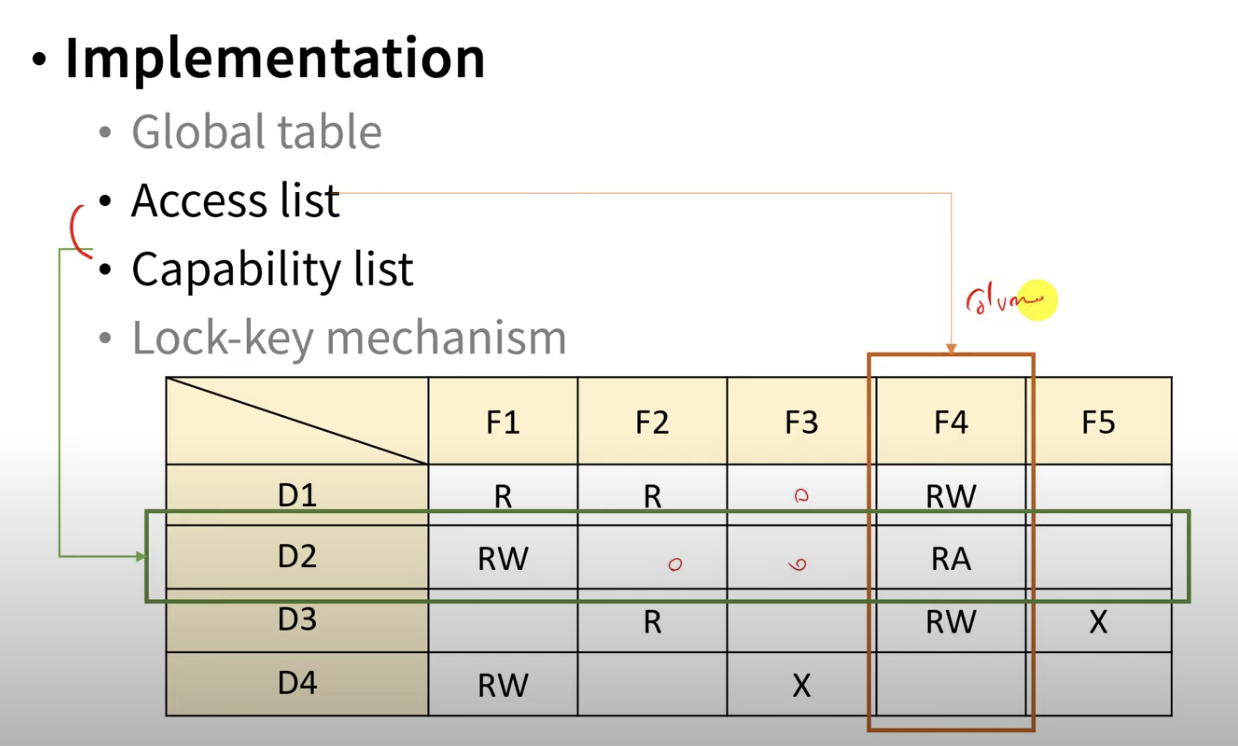 • Implementation
• Global table
• Access list
• Capability list
• Lock-key mechanism
F1 F2 F3 F4 F5
D1 R R RW
D2 RW RA
D3 R RW X
D4 RW X